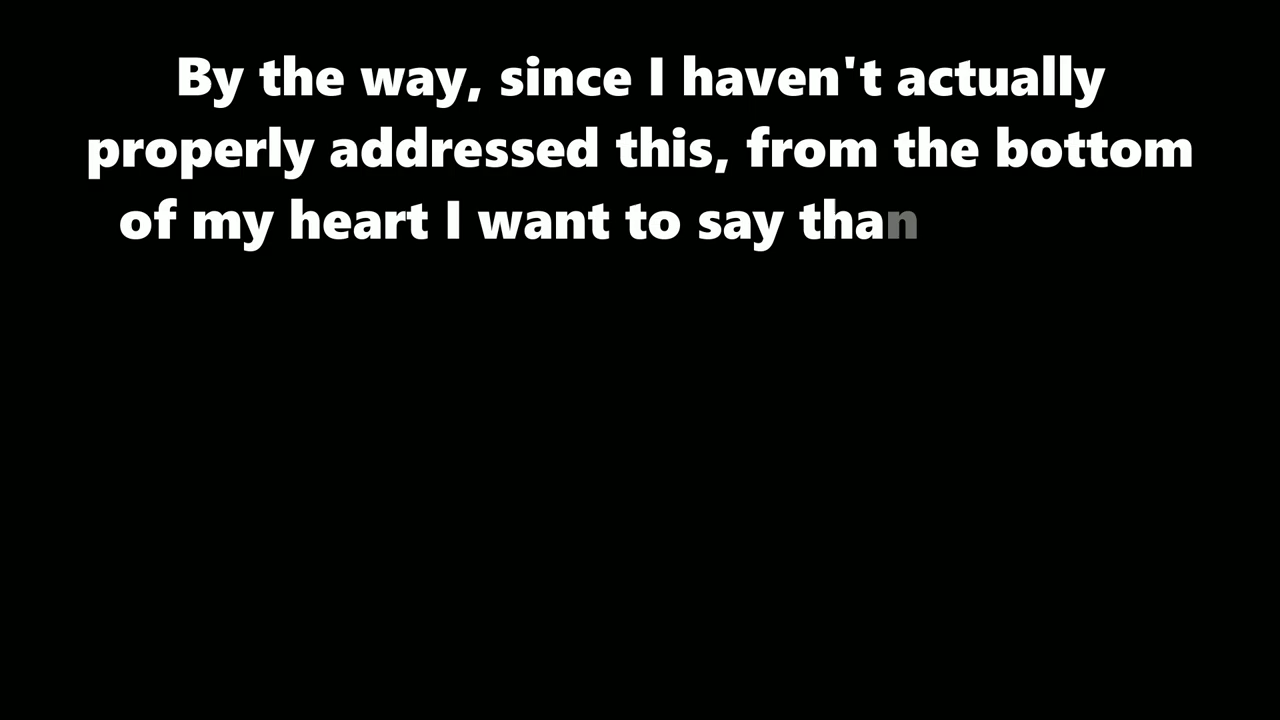 By the way, since I haven't actually
properly addressed this, from the bottom
of my heart I want to say than